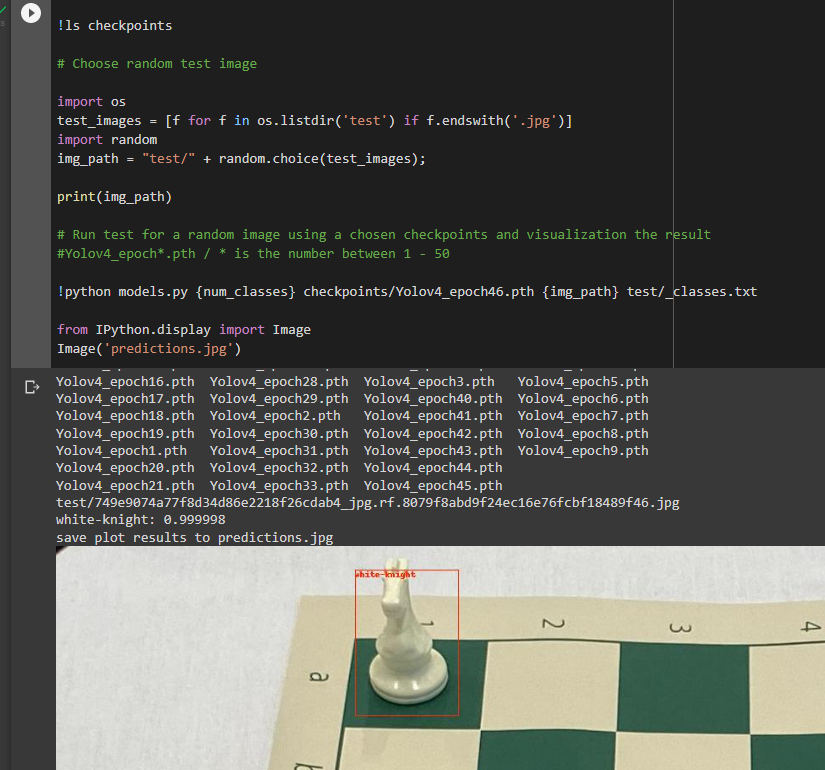 !ls checkpoints
# Choose random test image
import os
test_images = [f for f in os.listdir('test') if f.endswith('.jpg')]
import random
img_path = "test/" + random.choice(test_images);
print(img_path)
# Run test for a random image using a chosen checkpoints and visualization the result
#Yolov4_epoch*.pth / * is the number between 1 - 50
!python models.py {num_classes} checkpoints/Yolov4_epoch46.pth {img_path} test/_classes.txt
from IPython.display import Image
Image('predictions.jpg')
Yolov4_epoch16.pth Yolov4_epoch28.pth Yolov4_epoch3.pth Yolov4_epoch5.pth
Yolov4_epoch17.pth Yolov4_epoch29.pth Yolov4_epoch40.pth Yolov4_epoch6.pth
Yolov4_epoch18.pth Yolov4_epoch2.pth Yolov4_epoch41.pth Yolov4_epoch7.pth
Yolov4_epoch19.pth Yolov4_epoch30.pth Yolov4_epoch42.pth Yolov4_epoch8.pth
Yolov4_epoch1.pth Yolov4_epoch31.pth Yolov4_epoch43.pth Yolov4_epoch9.pth
Yolov4_epoch20.pth Yolov4_epoch32.pth Yolov4_epoch44.pth
Yolov4_epoch21.pth Yolov4_epoch33.pth Yolov4_epoch45.pth
test/749e9074a77f8d34d86e2218f26cdab4_jpg.rf.8079f8abd9f24ec16e76fcbf18489f46.jpg
white-knight: 0.999998
save plot results to predictions.jpg
white-knight
1 2 3 4
a
b